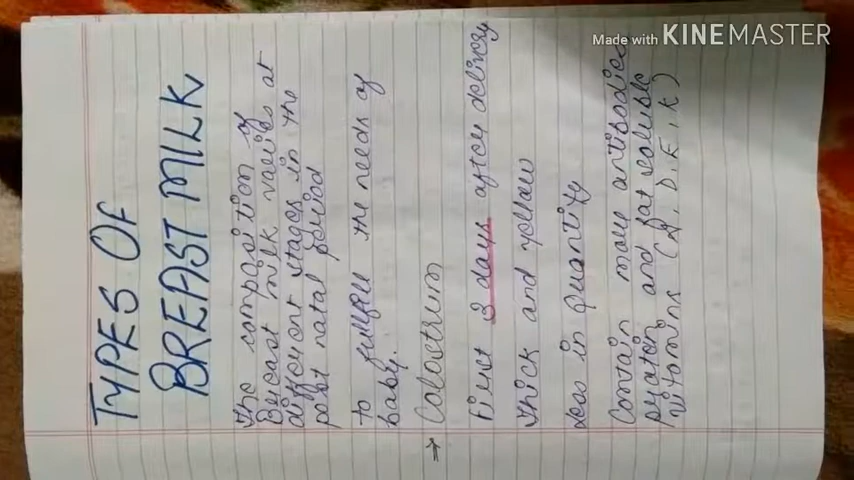 Made with KINEMASTER
TYPES OF
BREAST MILK
The composition of
Breast milk varies at
different stages in the
post natal period
to fulfill the needs of
baby.
→ Colostrum
First 3 days after delivery
Thick and yellow
Less in Quantity
Contain more antibodies
protein and fat soluble
vitamins (A, D, E, K)